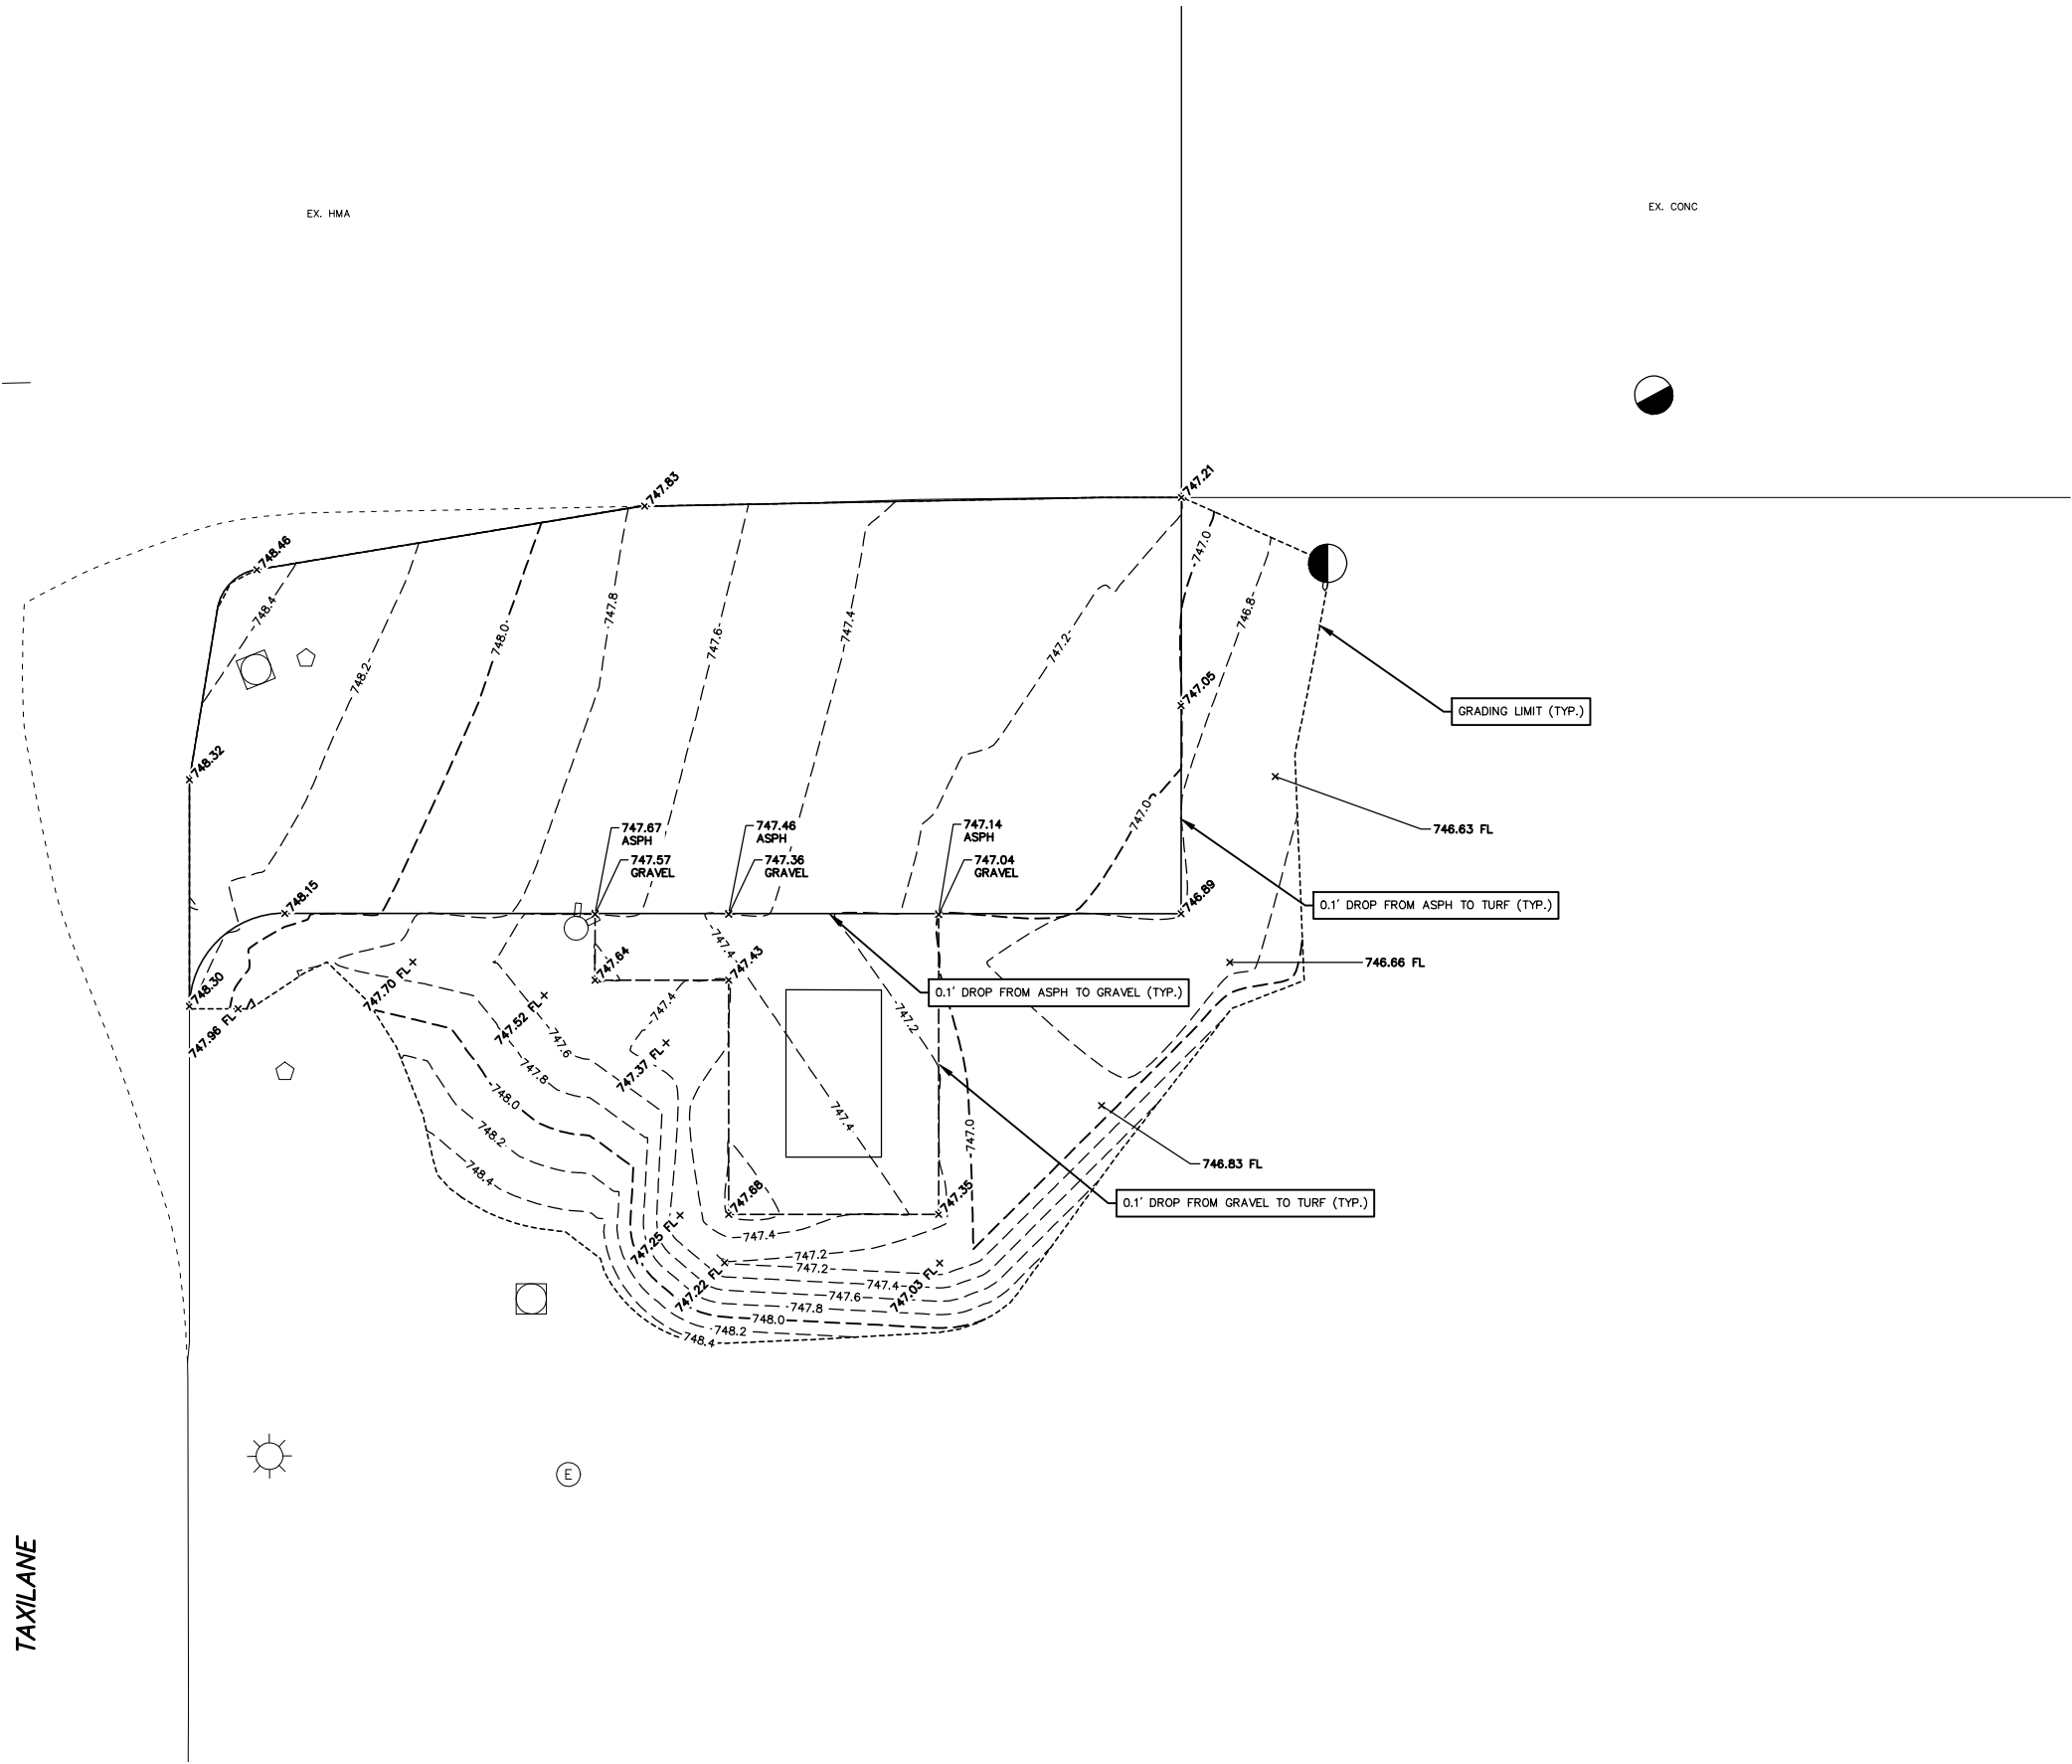 EX. HMA
EX. CONC
747.83
747.21
748.46
747.0
748.4
746.8
747.8
748.0
747.6
747.4
747.2
748.2
747.05
GRADING LIMIT (TYP.)
748.32
747.0
747.67
ASPH
747.46
ASPH
747.14
ASPH
746.63 FL
747.57
GRAVEL
747.36
GRAVEL
747.04
GRAVEL
748.15
746.89
0.1' DROP FROM ASPH TO TURF (TYP.)
747.4
747.64
747.43
746.66 FL
748.30
747.70 FL
0.1' DROP FROM ASPH TO GRAVEL (TYP.)
747.4
747.2
747.96 FL
747.52 FL
747.6
747.37 FL
747.8
748.0
747.4
748.2
747.0
748.4
746.83 FL
747.68
747.35
0.1' DROP FROM GRAVEL TO TURF (TYP.)
747.25 FL
747.4
747.2
747.2
747.22 FL
747.4
747.03 FL
747.6
747.8
748.0
748.2
748.4
E
TAXILANE